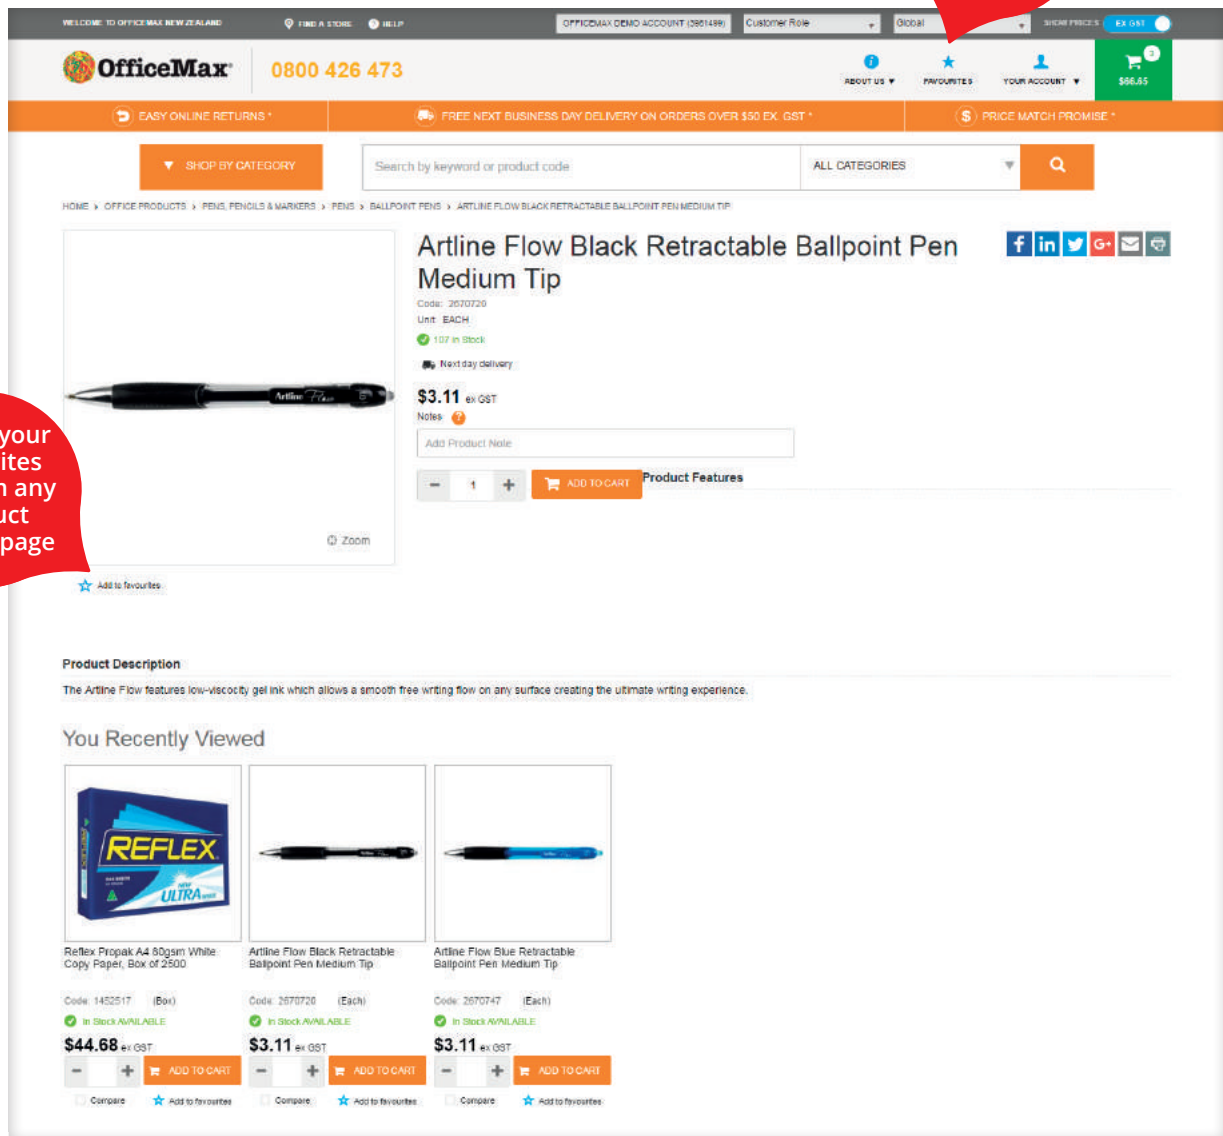 WELCOME TO OFFICEMAX NEW ZEALAND
FIND A STORE
HELP
OFFICEMAX DEMO ACCOUNT (3961499)
Customer Role
Global
SHOW PRICES
EX GST
OfficeMax
0800 426 473
ABOUT US
FAVOURITES
YOUR ACCOUNT
3
$66.65
EASY ONLINE RETURNS *
FREE NEXT BUSINESS DAY DELIVERY ON ORDERS OVER $50 EX. GST *
PRICE MATCH PROMISE *
SHOP BY CATEGORY
Search by keyword or product code
ALL CATEGORIES
HOME > OFFICE PRODUCTS > PENS, PENCILS & MARKERS > PENS > BALLPOINT PENS > ARTLINE FLOW BLACK RETRACTABLE BALLPOINT PEN MEDIUM TIP
Artline Flow Black Retractable Ballpoint Pen
Medium Tip
Code: 2670720
Unit: EACH
107 In Stock
Next day delivery
$3.11 ex GST
Notes ?
Add Product Note
- 1 +
ADD TO CART
Product Features
Artline Flow
your
ites
n any
uct
page
Zoom
Add to favourites
Product Description
The Artline Flow features low-viscocity gel ink which allows a smooth free writing flow on any surface creating the ultimate writing experience.
You Recently Viewed
REFLEX
NEW
ULTRA
Reflex Propak A4 80gsm White
Copy Paper, Box of 2500
Code: 1452517 (Box)
In Stock AVAILABLE
$44.68 ex GST
- + ADD TO CART
Compare Add to favourites
Artline Flow Black Retractable
Ballpoint Pen Medium Tip
Code: 2670720 (Each)
In Stock AVAILABLE
$3.11 ex GST
- + ADD TO CART
Compare Add to favourites
Artline Flow Blue Retractable
Ballpoint Pen Medium Tip
Code: 2670747 (Each)
In Stock AVAILABLE
$3.11 ex GST
- + ADD TO CART
Compare Add to favourites